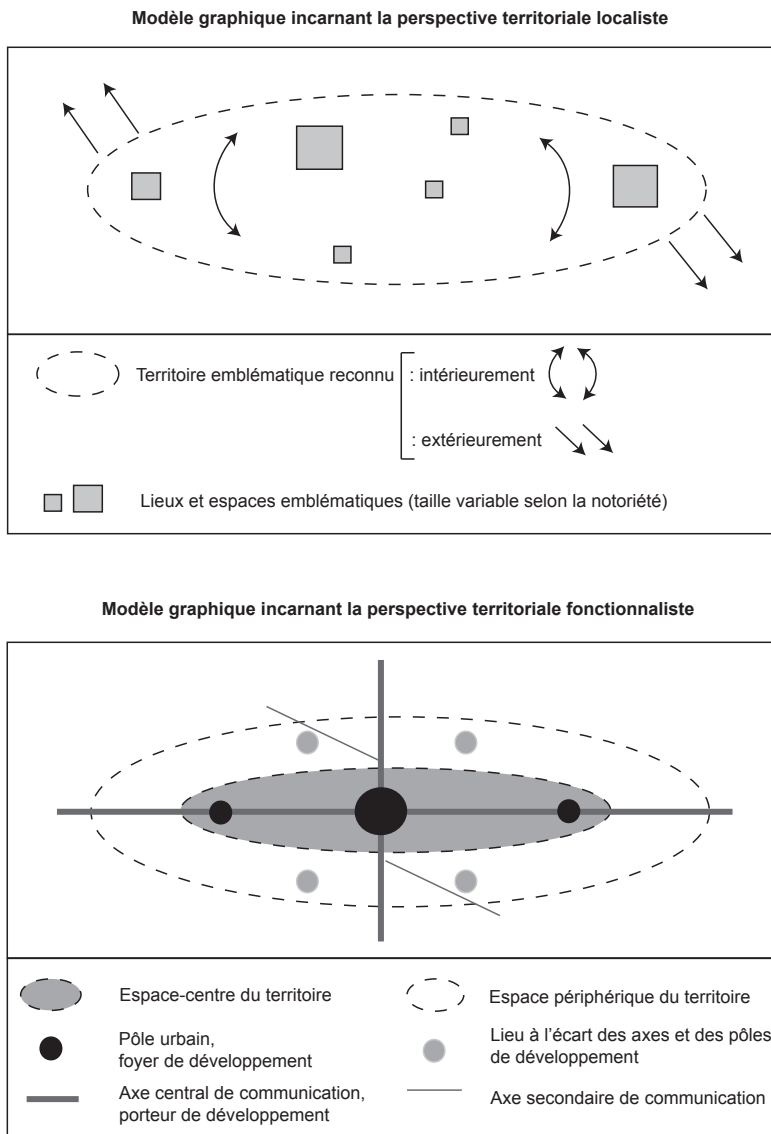 Modèle graphique incarnant la perspective territoriale localiste
Territoire emblématique reconnu
: intérieurement
: extérieurement
Lieux et espaces emblématiques (taille variable selon la notoriété)
Modèle graphique incarnant la perspective territoriale fonctionnaliste
Espace-centre du territoire
Espace périphérique du territoire
Pôle urbain,
foyer de développement
Lieu à l’écart des axes et des pôles
de développement
Axe central de communication,
porteur de développement
Axe secondaire de communication